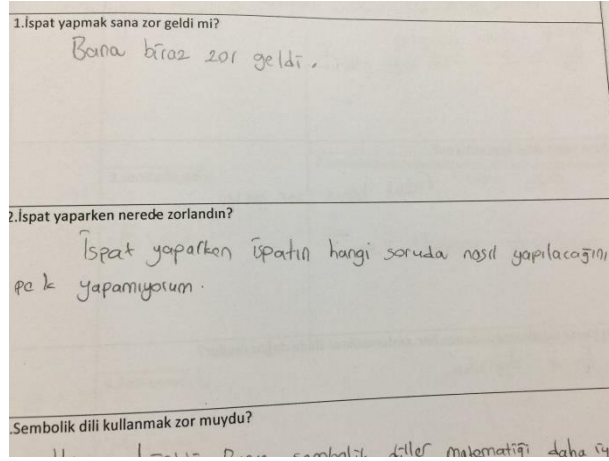 1.İspat yapmak sana zor geldi mi?
Bana biraz zor geldi.
2.İspat yaparken nerede zorlandın?
İspat yaparken ispatın hangi soruda nasıl yapılacağını
pek yapamıyorum.
.Sembolik dili kullanmak zor muydu?
sembolik diller matematiği daha